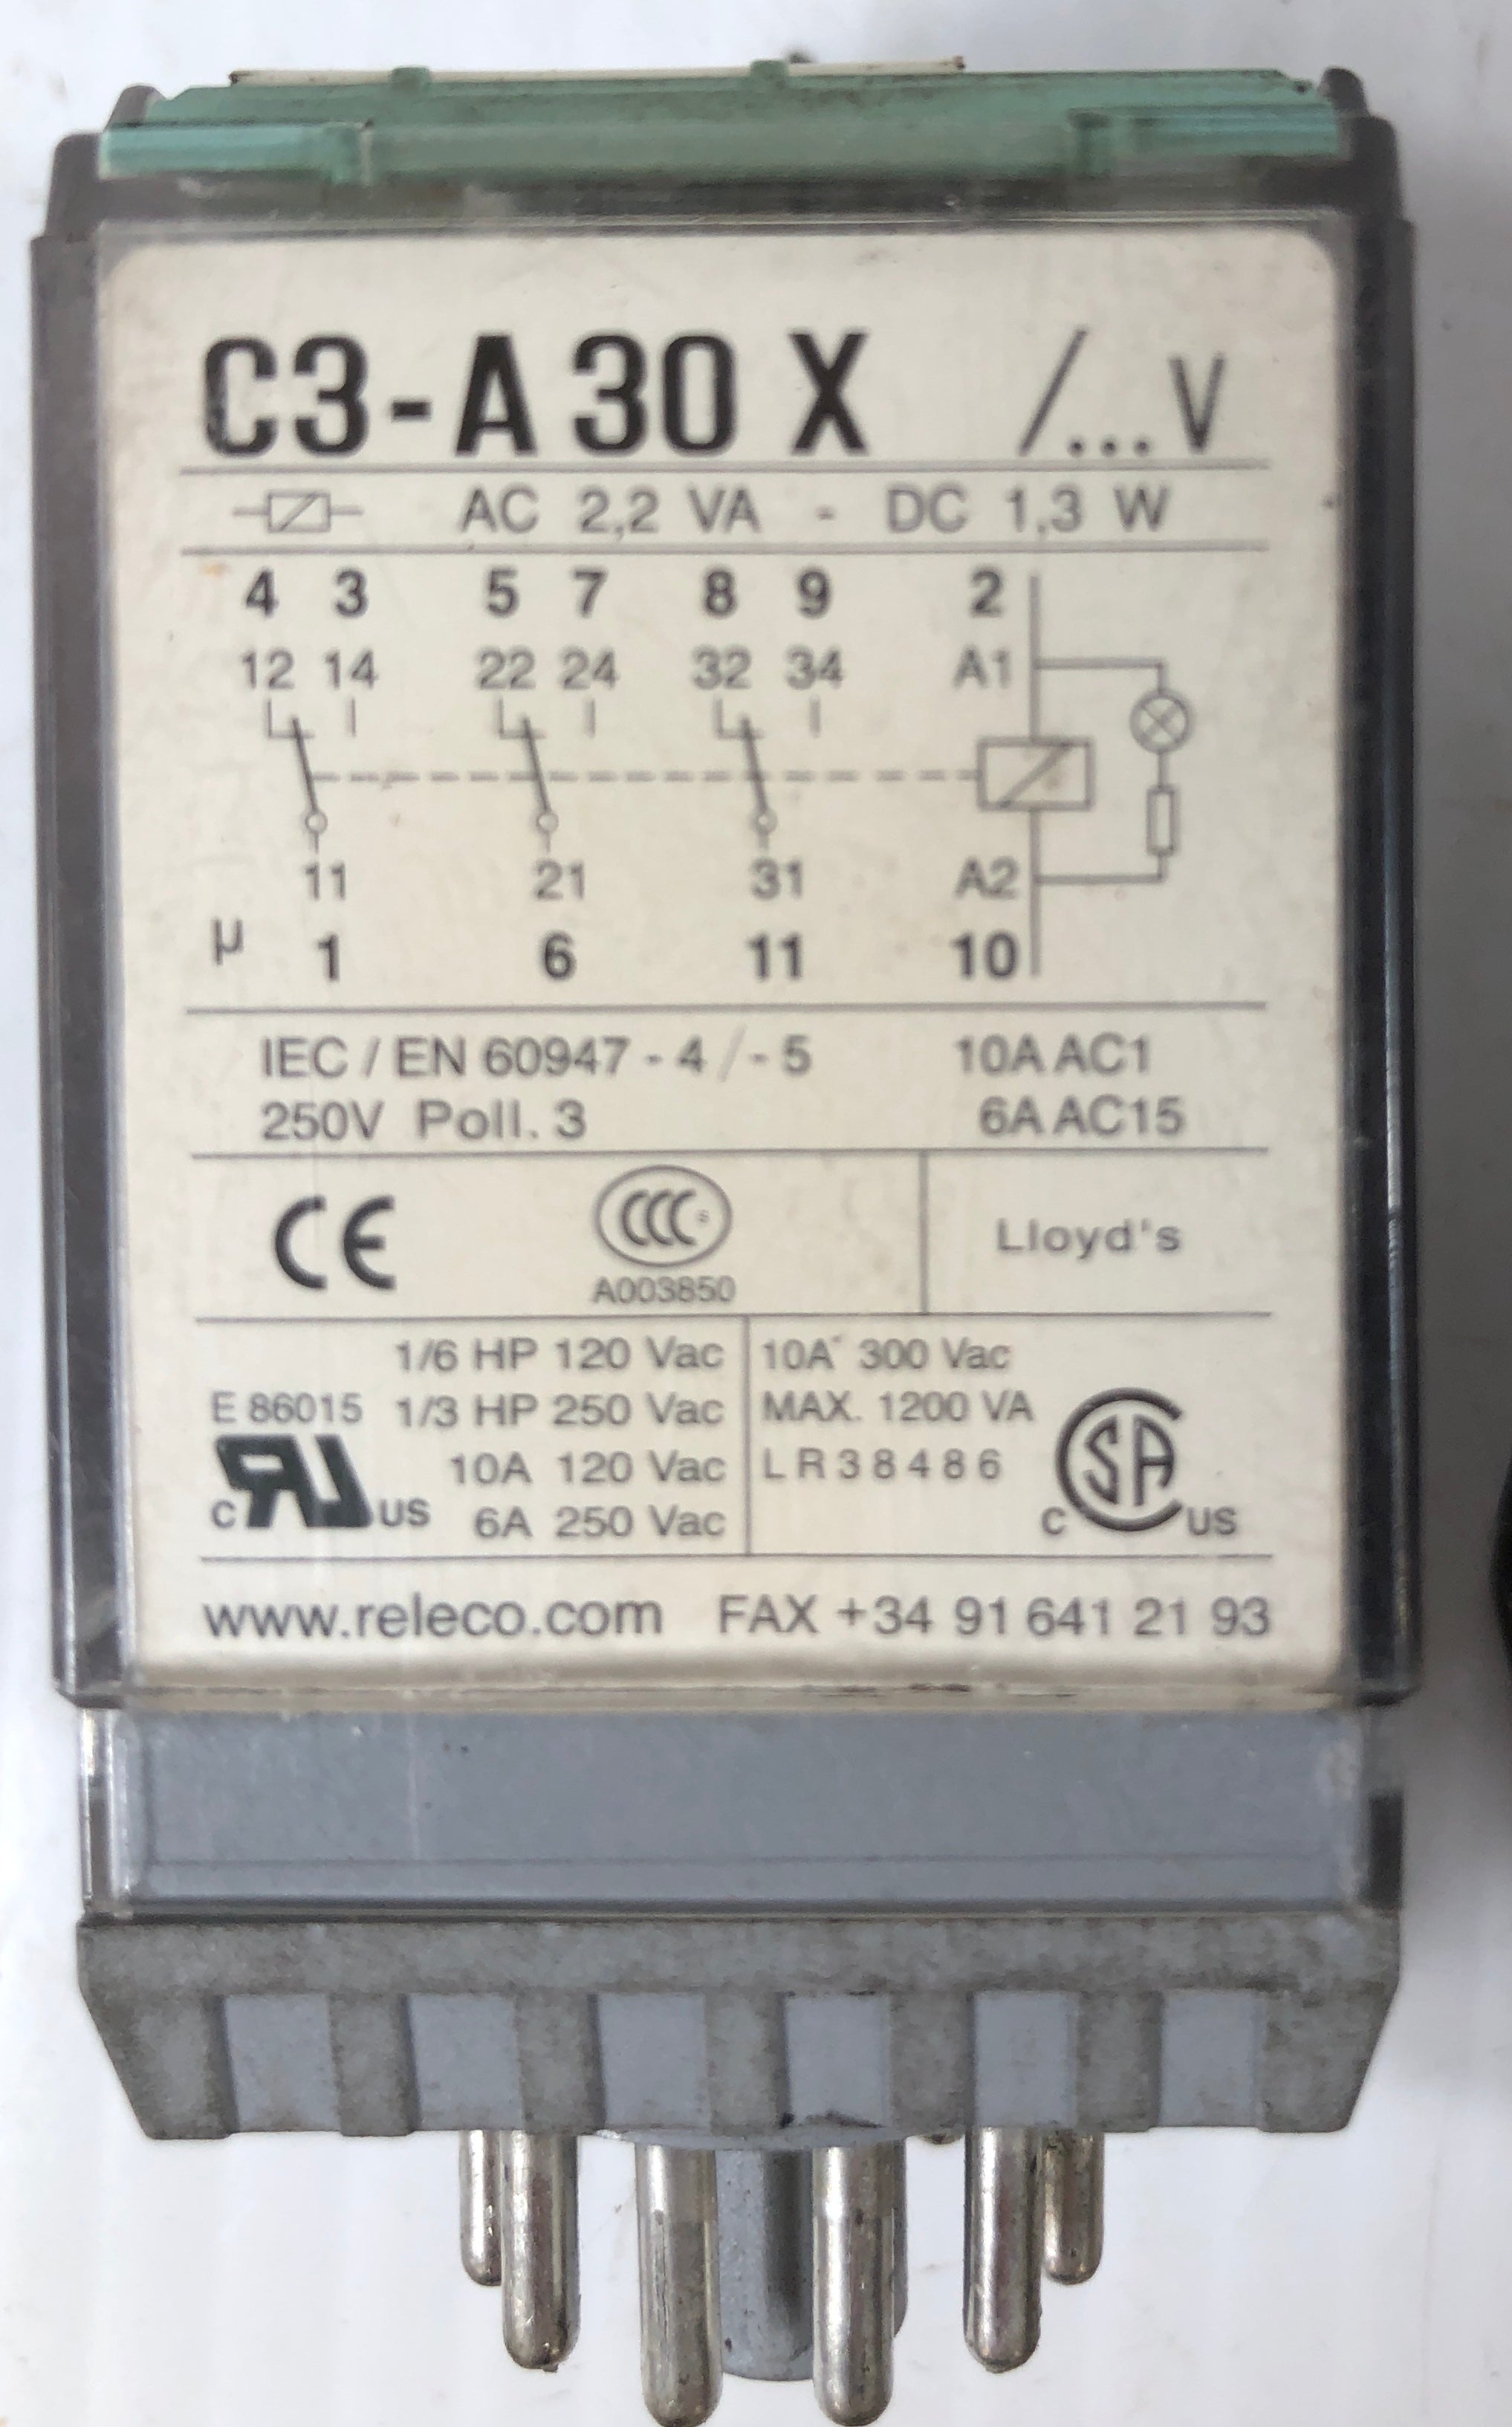 C3-A 30 X /...V
AC 2,2 VA - DC 1,3 W
4 3 5 7 8 9 2
12 14 22 24 32 34 A1
11 21 31 A2
µ 1 6 11 10
IEC / EN 60947 - 4 / - 5 10A AC1
250V Poll. 3 6A AC15
CE CCC S Lloyd's
A003850
1/6 HP 120 Vac 10A 300 Vac
E 86015 1/3 HP 250 Vac MAX. 1200 VA
10A 120 Vac LR38486
c RU US 6A 250 Vac c SA US
www.releco.com FAX +34 91 641 21 93